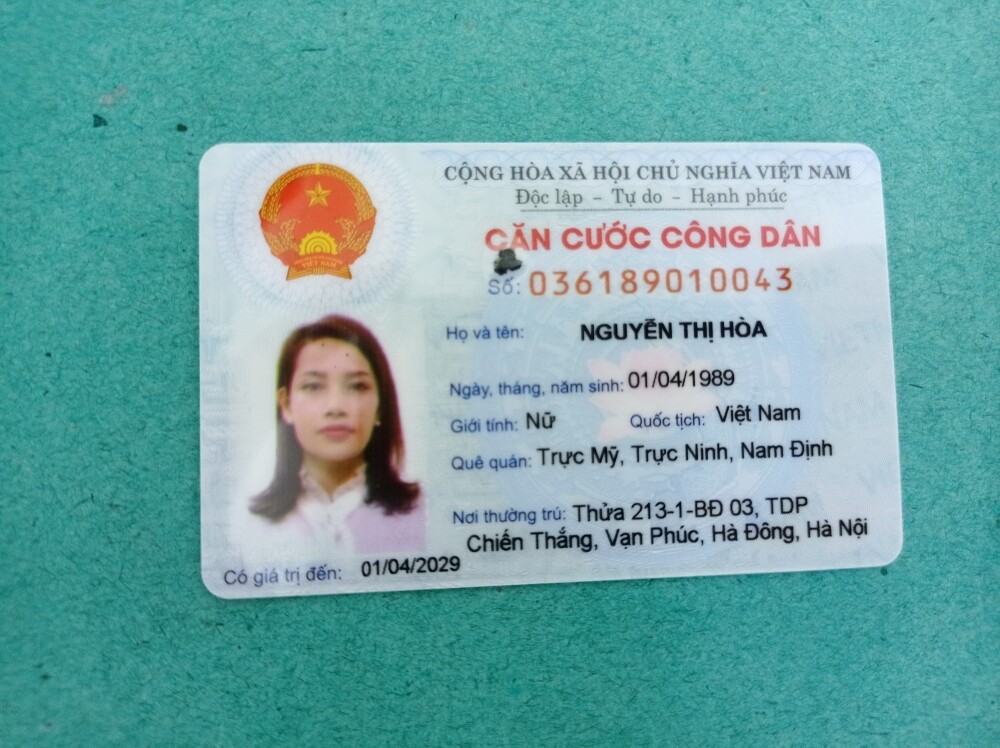 CỘNG HÒA XÃ HỘI CHỦ NGHĨA VIỆT NAM
Độc lập – Tự do – Hạnh phúc
CĂN CƯỚC CÔNG DÂN
Số: 036189010043
Họ và tên: NGUYỄN THỊ HÒA
Ngày, tháng, năm sinh: 01/04/1989
Giới tính: Nữ Quốc tịch: Việt Nam
Quê quán: Trực Mỹ, Trực Ninh, Nam Định
Nơi thường trú: Thửa 213-1-BĐ 03, TDP
Chiến Thắng, Vạn Phúc, Hà Đông, Hà Nội
Có giá trị đến: 01/04/2029